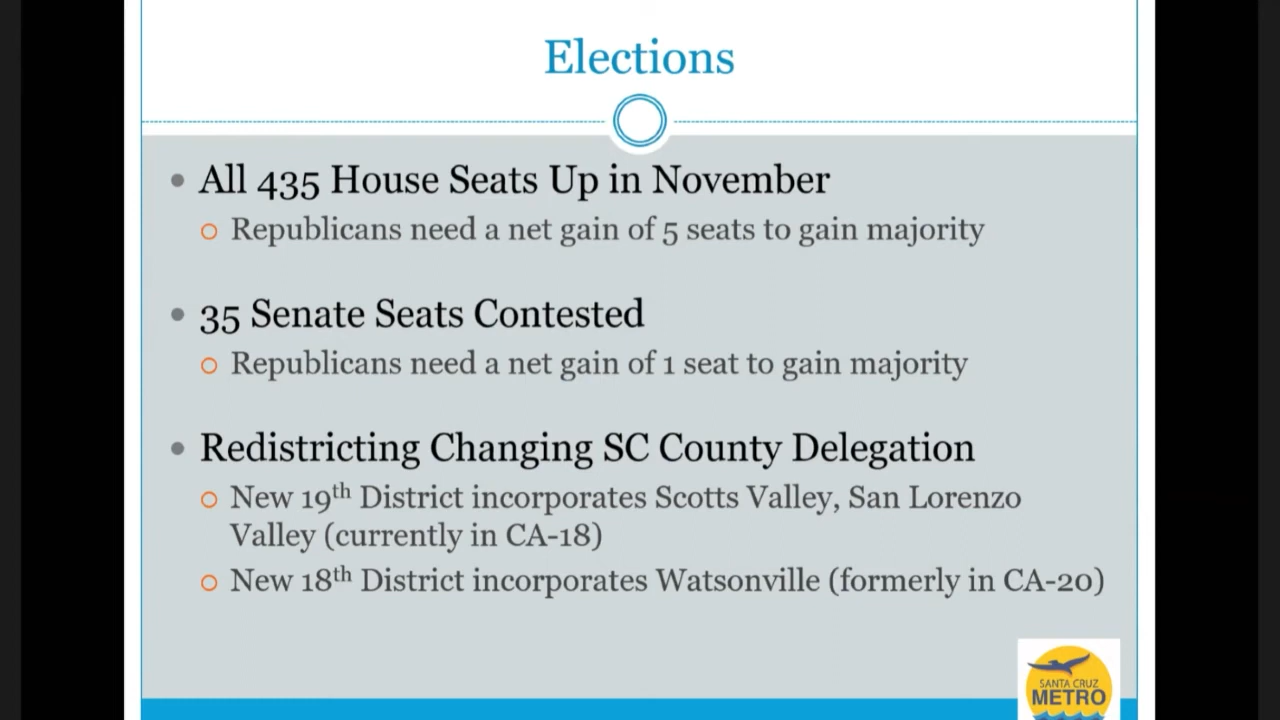 Elections
• All 435 House Seats Up in November
o Republicans need a net gain of 5 seats to gain majority
• 35 Senate Seats Contested
o Republicans need a net gain of 1 seat to gain majority
• Redistricting Changing SC County Delegation
o New 19th District incorporates Scotts Valley, San Lorenzo
Valley (currently in CA-18)
o New 18th District incorporates Watsonville (formerly in CA-20)
SANTA CRUZ
METRO